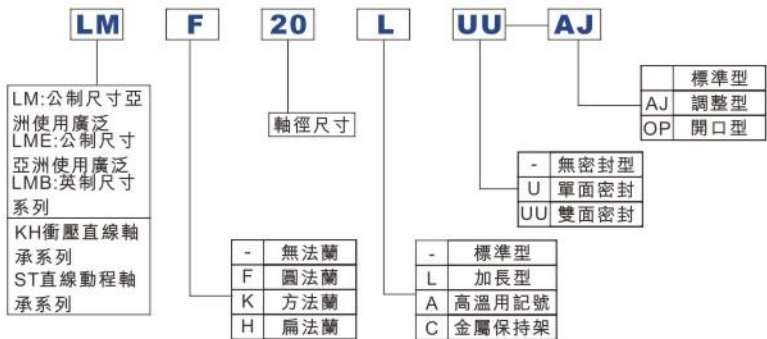 LM F 20 L UU AJ
LM:公制尺寸亞
洲使用廣泛
LME:公制尺寸
亞洲使用廣泛
LMB:英制尺寸
系列
KH衝壓直線軸
承系列
ST直線動程軸
承系列
- 無法蘭
F 圓法蘭
K 方法蘭
H 扁法蘭
軸徑尺寸
- 標準型
L 加長型
A 高溫用記號
C 金屬保持架
- 無密封型
U 單面密封
UU 雙面密封
標準型
AJ 調整型
OP 開口型